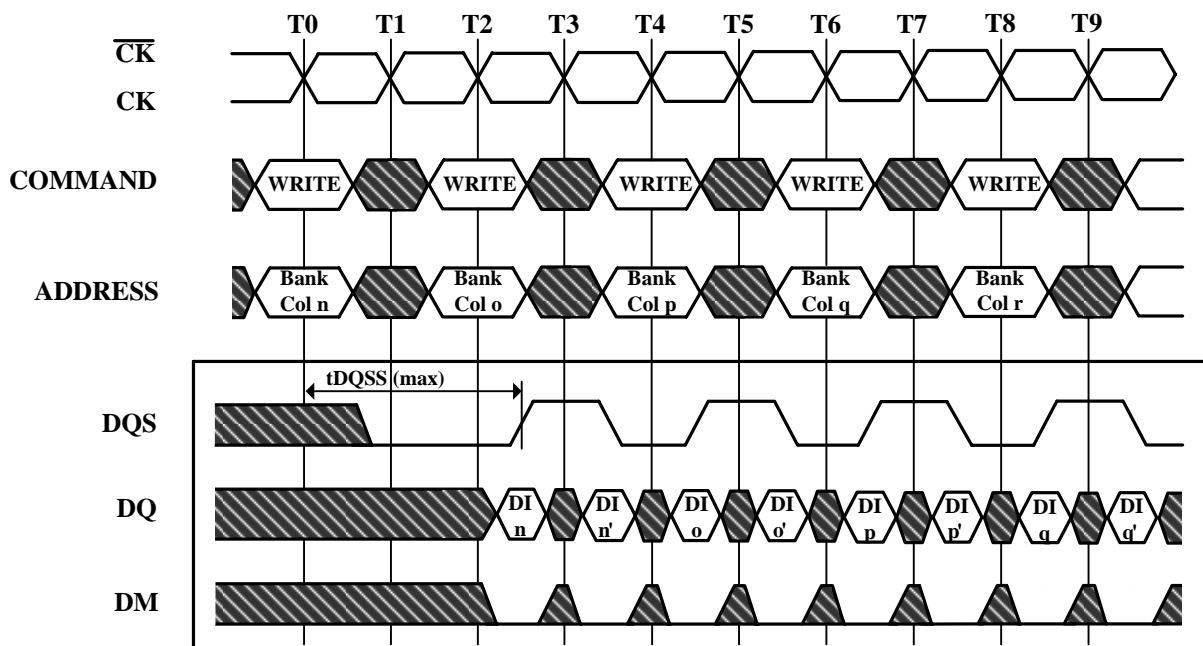 T0 T1 T2 T3 T4 T5 T6 T7 T8 T9
CK
CK
COMMAND WRITE WRITE WRITE WRITE WRITE
ADDRESS Bank Bank Bank Bank Bank
Col n Col o Col p Col q Col r
tDQSS (max)
DQS
DQ DI DI DI DI DI DI DI DI
n n' o o' p p' q q'
DM